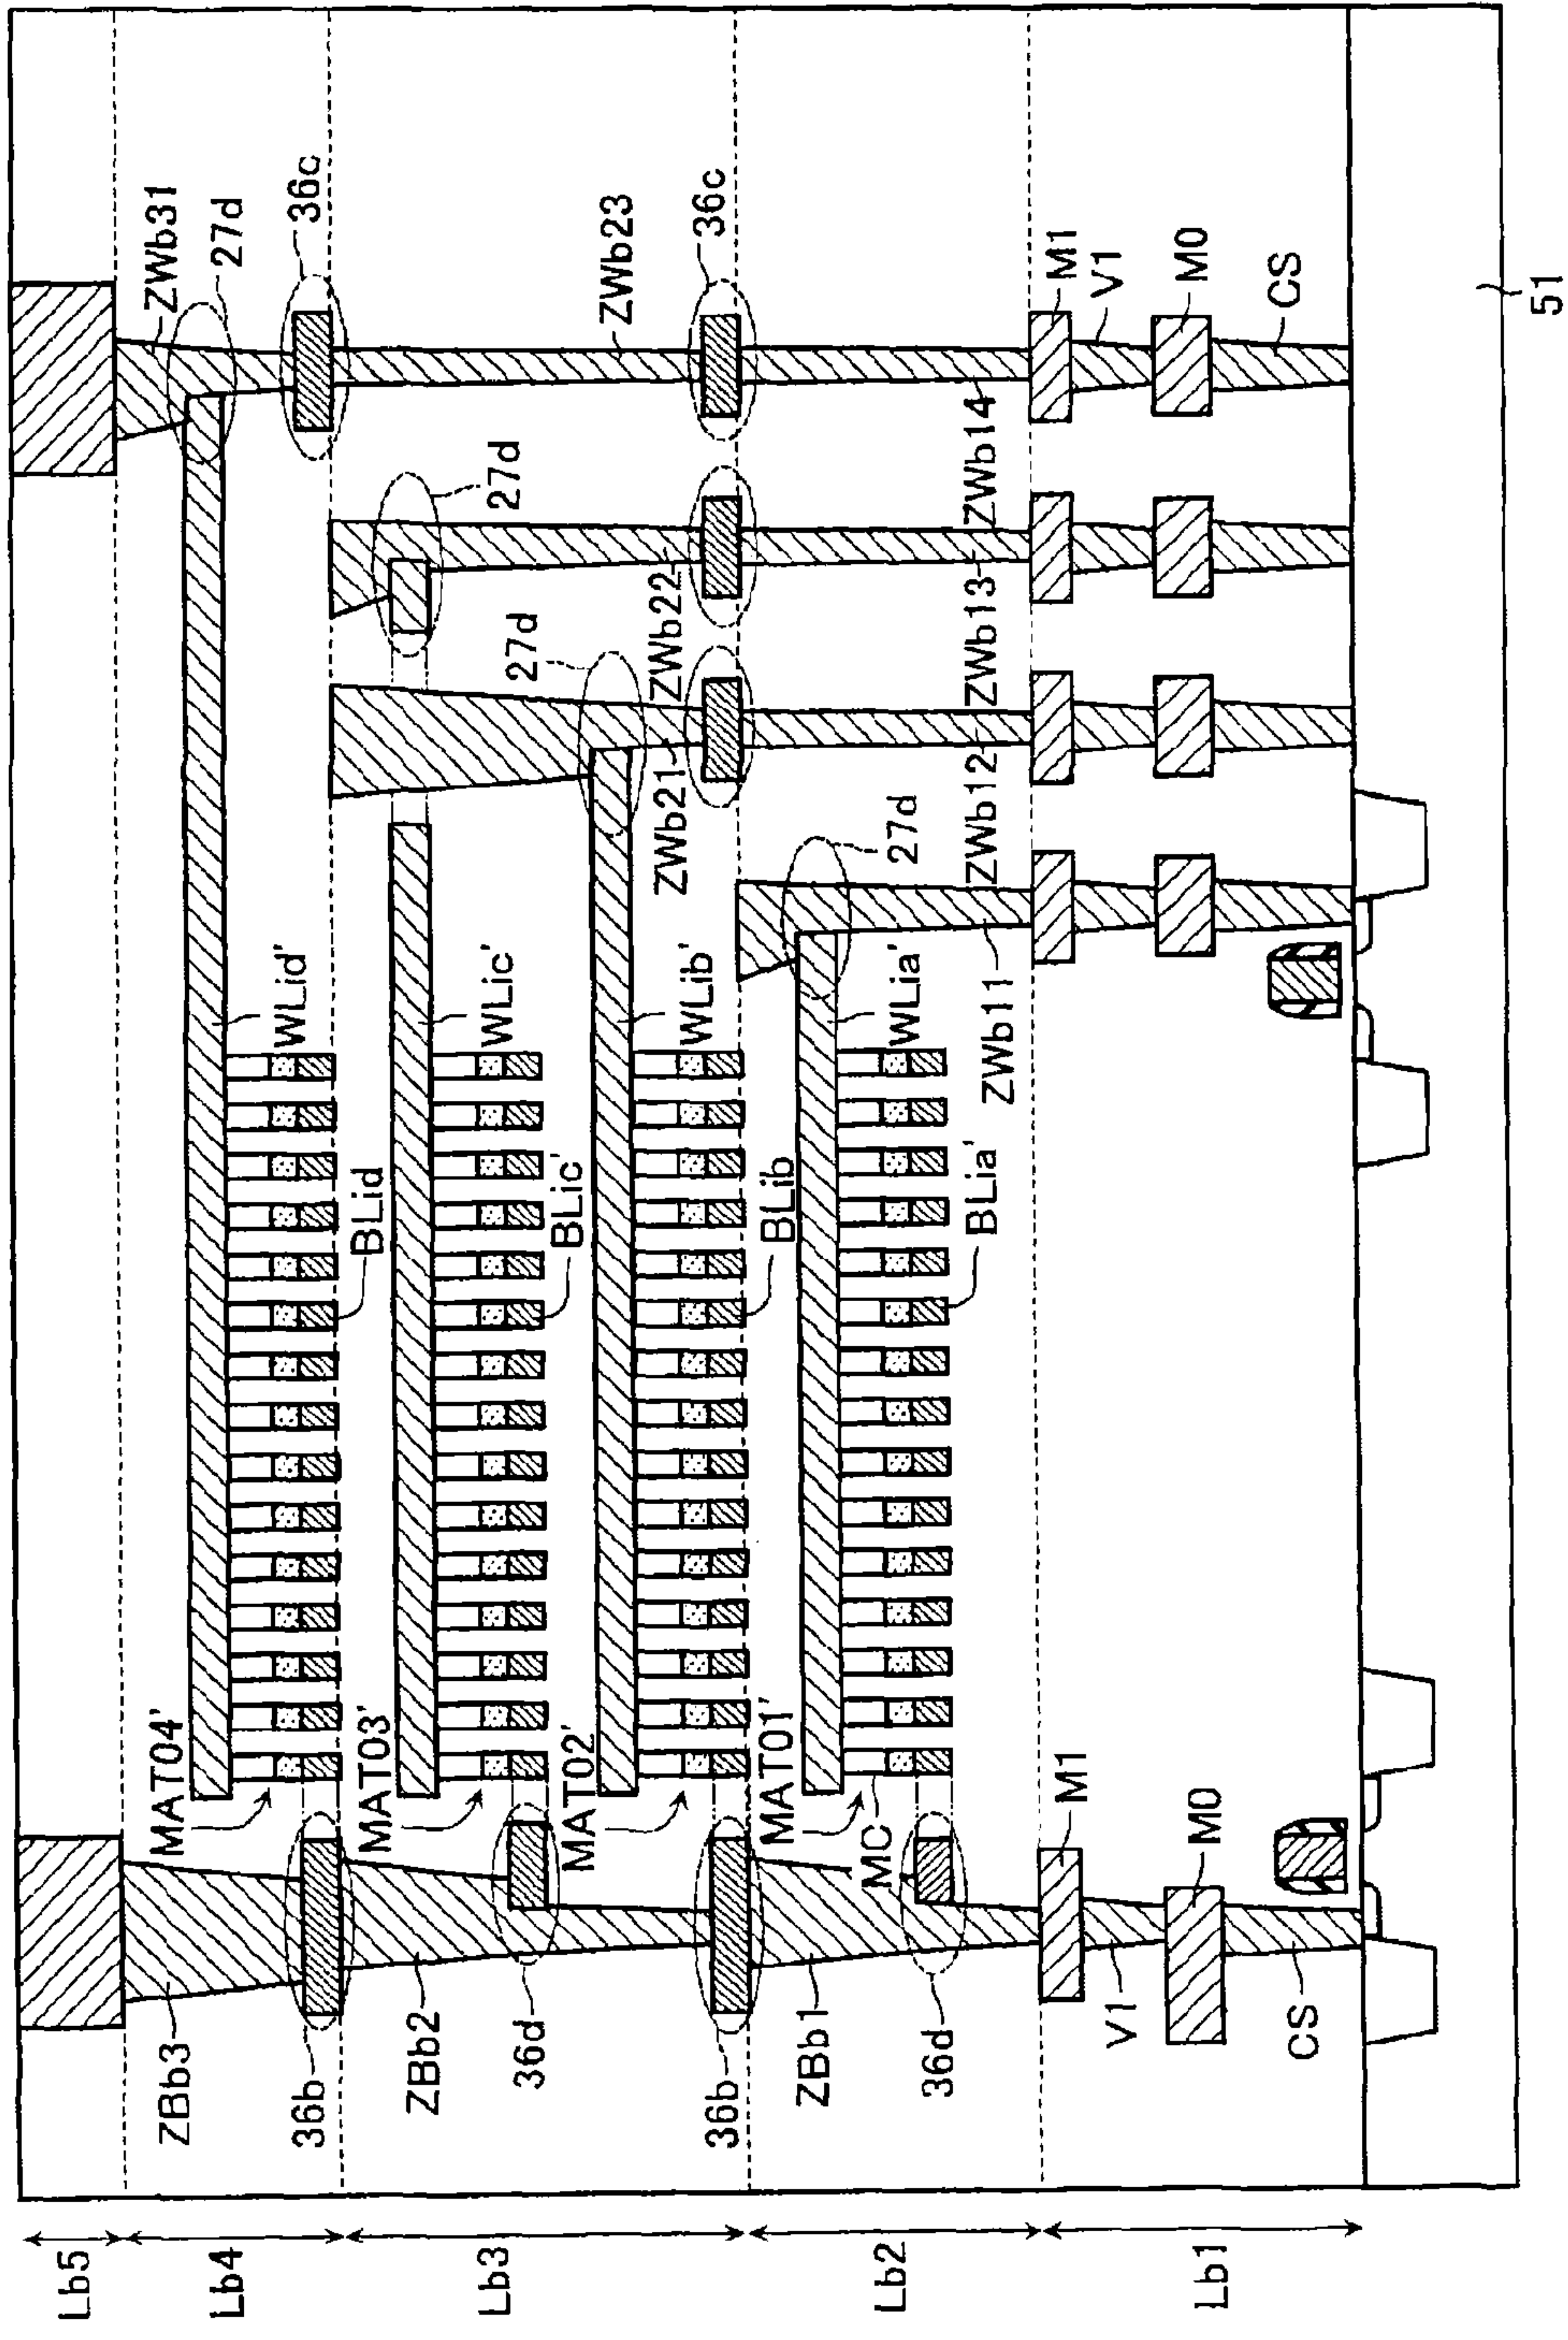 Lb5
Lb4
Lb3
Lb2
Lb1
ZBb3
36b
ZBb2
36d
36b
ZBb1
36d
V1
CS
M1
M0
MAT04'
MAT03'
MAT02'
MAT01'
MC
BLid
BLic'
BLib
BLia'
WLid'
WLic'
WLib'
WLia'
ZWb31
27d
36c
27d
ZWb23
27d
36c
ZWb22
ZWb21
27d
ZWb14
ZWb13
ZWb12
ZWb11
M1
V1
M0
CS
51